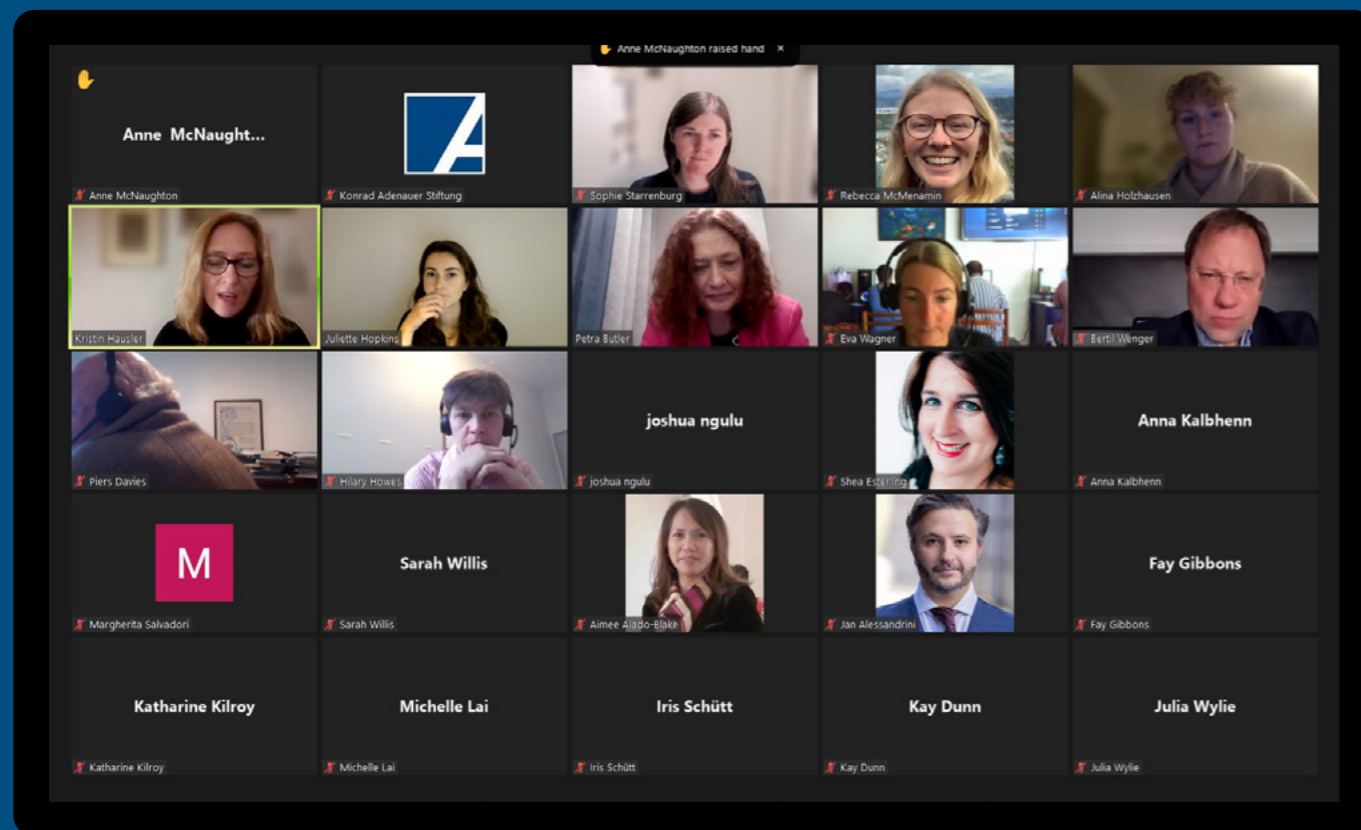 Anne McNaughton raised hand ×
Anne McNaught...
Anne McNaughton
Konrad Adenauer Stiftung
Sophie Starrenburg
Rebecca McMenamin
Alina Holzhausen
Kristin Hausler
Juliette Hopkins
Petra Butler
Eva Wagner
Bertil Wenger
Piers Davies
Hilary Howes
joshua ngulu
joshua ngulu
Shea Esterling
Anna Kalbhenn
Anna Kalbhenn
M
Margherita Salvadori
Sarah Willis
Sarah Willis
Aimee Alado-Blake
Jan Alessandrini
Fay Gibbons
Fay Gibbons
Katharine Kilroy
Katharine Kilroy
Michelle Lai
Michelle Lai
Iris Schütt
Iris Schütt
Kay Dunn
Kay Dunn
Julia Wylie
Julia Wylie